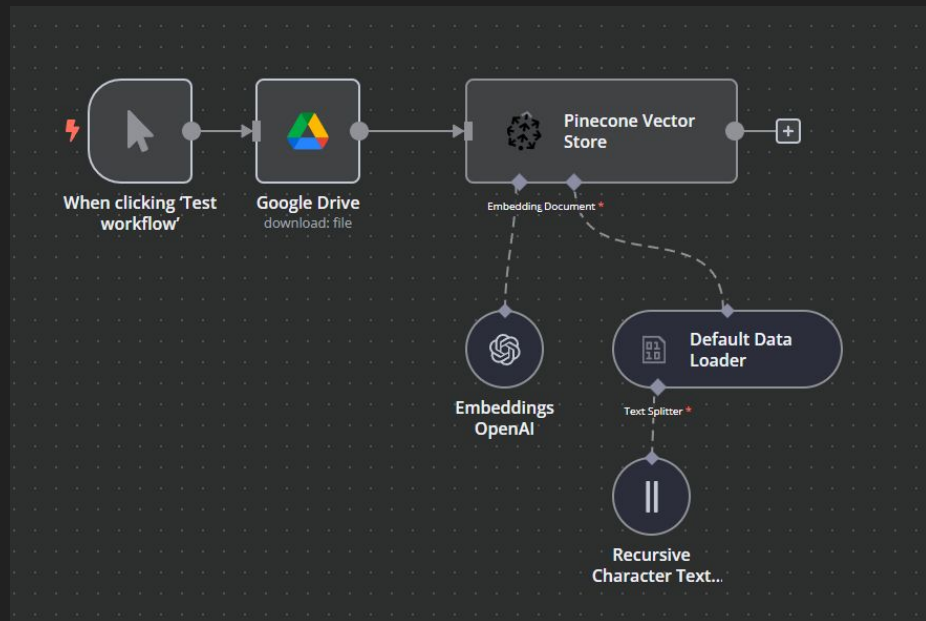 Pinecone Vector
Store
When clicking ‘Test
workflow’
Google Drive
download: file
Embedding Document *
Default Data
Loader
Embeddings
OpenAI
Text Splitter *
Recursive
Character Text...